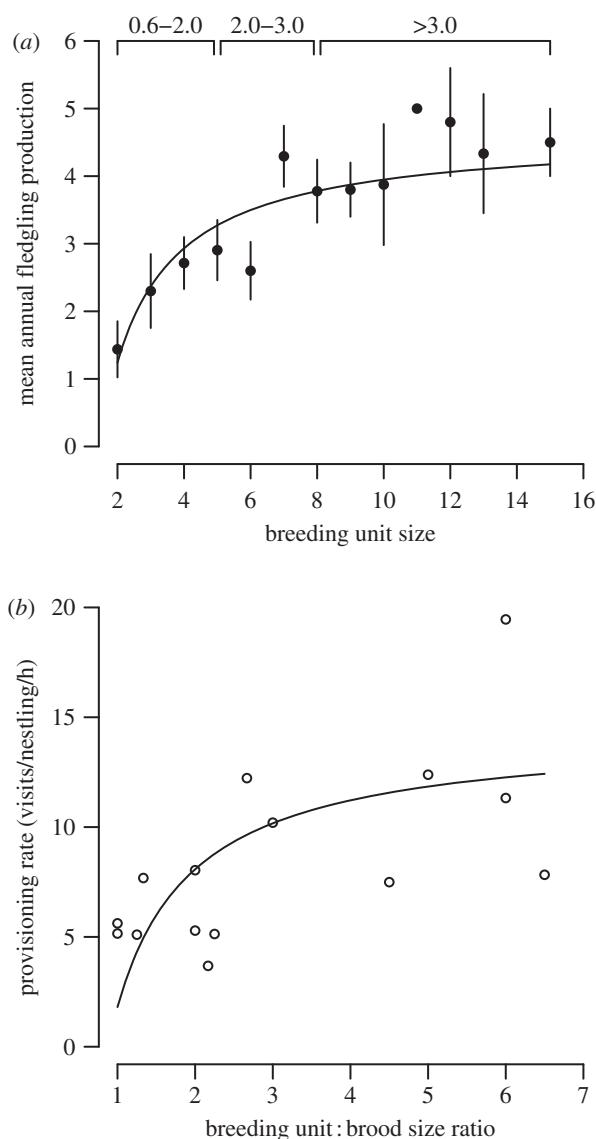 (a)
0.6–2.0 2.0–3.0 >3.0
6
5
4
3
2
1
0
mean annual fledgling production
2 4 6 8 10 12 14 16
breeding unit size
(b)
20
15
10
5
0
provisioning rate (visits/nestling/h)
1 2 3 4 5 6 7
breeding unit : brood size ratio